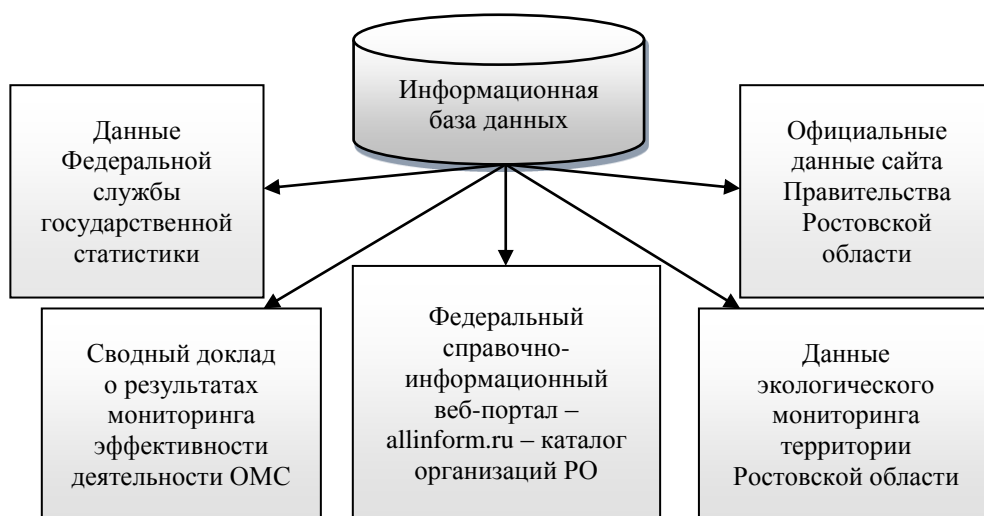 Информационная
база данных
Данные
Федеральной
службы
государственной
статистики
Официальные
данные сайта
Правительства
Ростовской
области
Сводный доклад
о результатах
мониторинга
эффективности
деятельности ОМС
Федеральный
справочно-
информационный
веб-портал –
allinform.ru – каталог
организаций РО
Данные
экологического
мониторинга
территории
Ростовской области